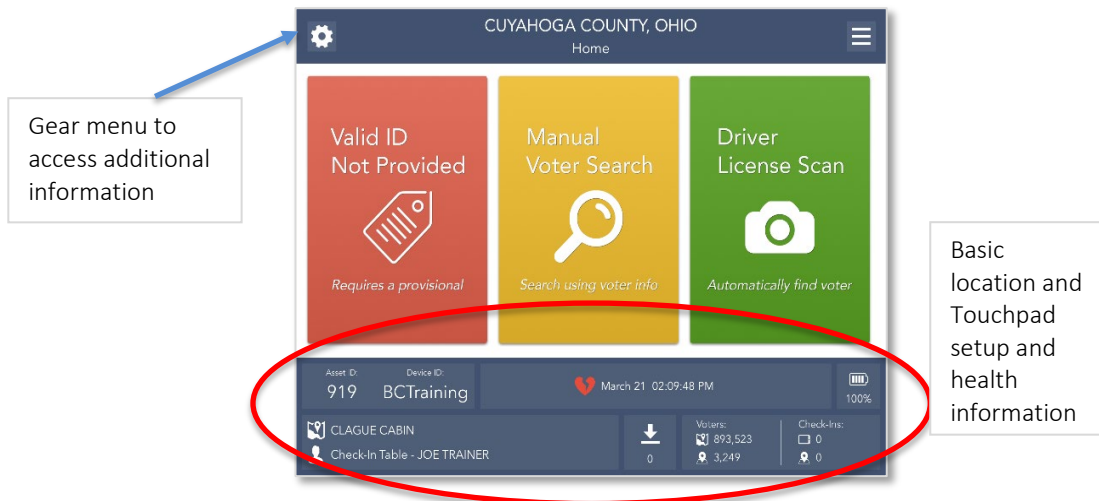 CUYAHOGA COUNTY, OHIO
Home
Gear menu to
access additional
information
Valid ID
Not Provided
Requires a provisional
Manual
Voter Search
Search using voter info
Driver
License Scan
Automatically find voter
Basic
location and
Touchpad
setup and
health
information
Asset ID:
919
Device ID:
BCTraining
March 21 02:09:48 PM
100%
CLAGUE CABIN
Check-In Table - JOE TRAINER
0
Voters:
893,523
3,249
Check-Ins:
0
0